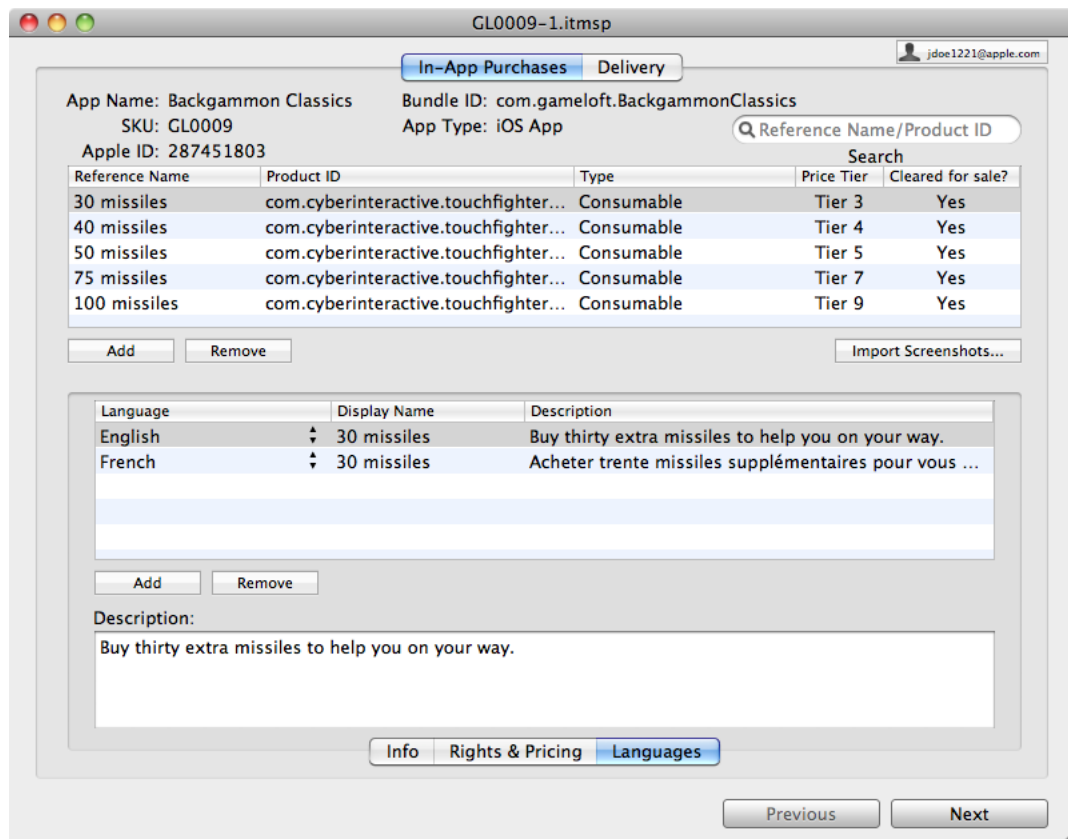 GL0009-1.itmsp
jdoe1221@apple.com
In-App Purchases Delivery
App Name: Backgammon Classics Bundle ID: com.gameloft.BackgammonClassics
SKU: GL0009 App Type: iOS App
Reference Name/Product ID
Apple ID: 287451803
Search
Reference Name Product ID Type Price Tier Cleared for sale?
30 missiles com.cyberinteractive.touchfighter... Consumable Tier 3 Yes
40 missiles com.cyberinteractive.touchfighter... Consumable Tier 4 Yes
50 missiles com.cyberinteractive.touchfighter... Consumable Tier 5 Yes
75 missiles com.cyberinteractive.touchfighter... Consumable Tier 7 Yes
100 missiles com.cyberinteractive.touchfighter... Consumable Tier 9 Yes
Add Remove Import Screenshots...
Language Display Name Description
English 30 missiles Buy thirty extra missiles to help you on your way.
French 30 missiles Acheter trente missiles supplémentaires pour vous ...
Add Remove
Description:
Buy thirty extra missiles to help you on your way.
Info Rights & Pricing Languages
Previous Next